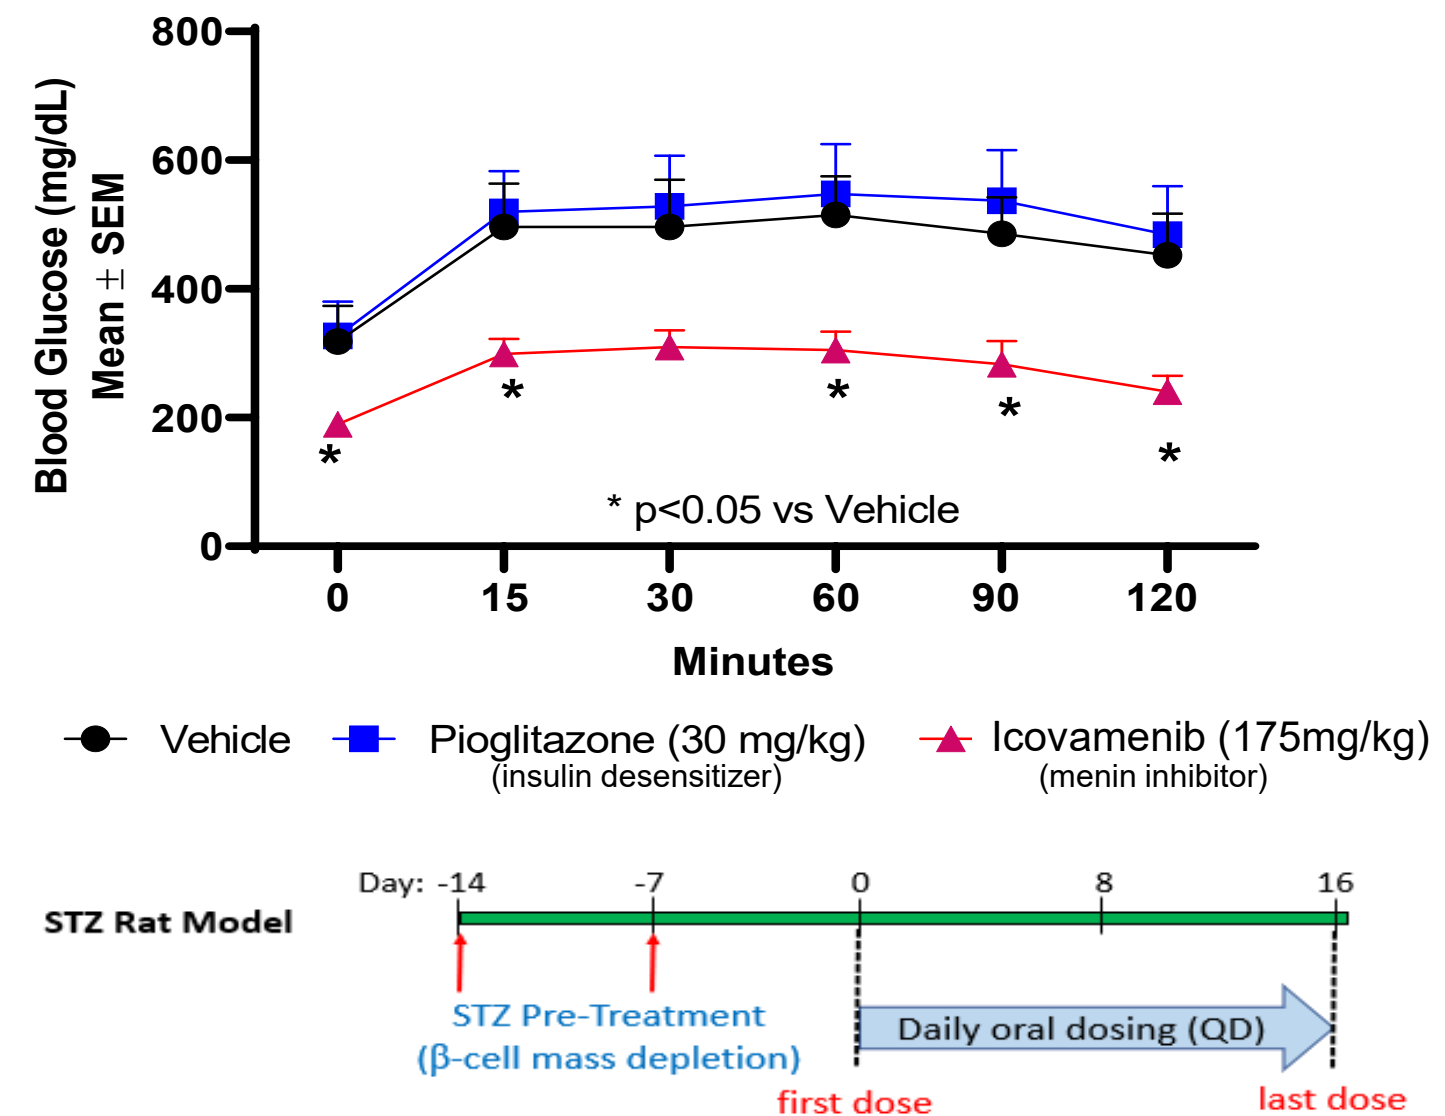 800
600
400
200
0
Blood Glucose (mg/dL)
Mean ± SEM
*
*
*
*
*
* p<0.05 vs Vehicle
0 15 30 60 90 120
Minutes
Vehicle Pioglitazone (30 mg/kg) Icovamenib (175mg/kg)
(insulin desensitizer) (menin inhibitor)
Day: -14 -7 0 8 16
STZ Rat Model
STZ Pre-Treatment
(β-cell mass depletion)
Daily oral dosing (QD)
first dose
last dose